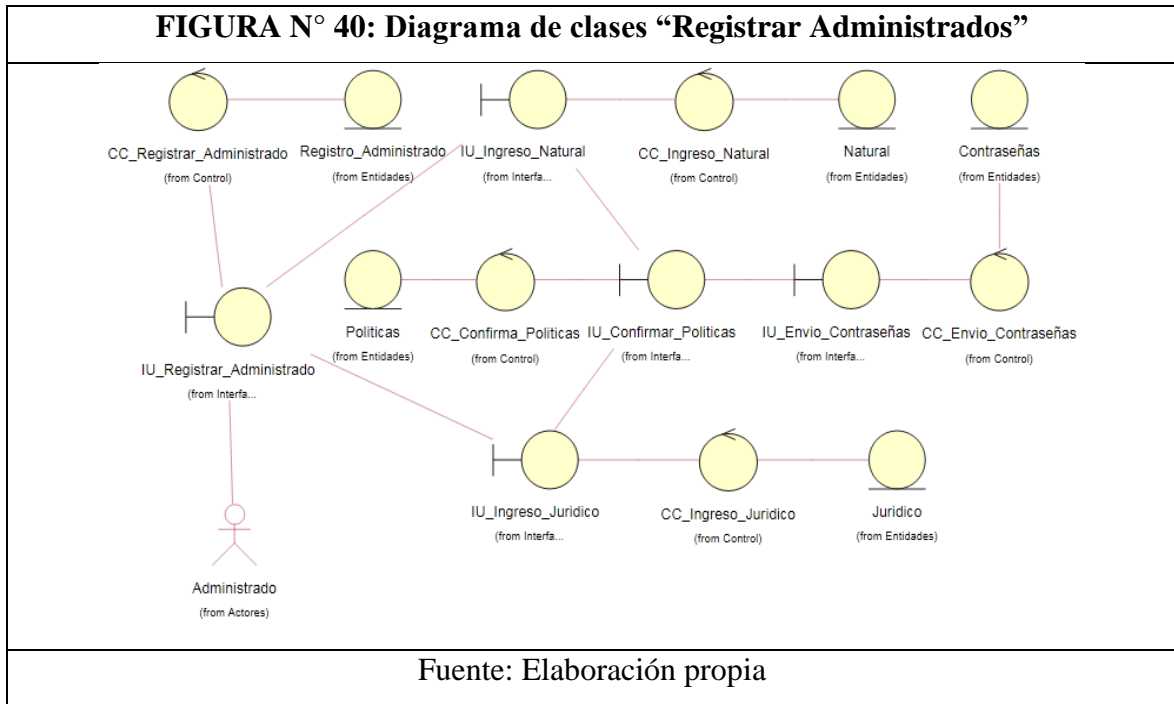 FIGURA N° 40: Diagrama de clases “Registrar Administrados”
CC_Registrar_Administrado
(from Control)
Registro_Administrado
(from Entidades)
IU_Ingreso_Natural
(from Interfa...
CC_Ingreso_Natural
(from Control)
Natural
(from Entidades)
Contraseñas
(from Entidades)
IU_Registrar_Administrado
(from Interfa...
Politicas
(from Entidades)
CC_Confirma_Politicas
(from Control)
IU_Confirmar_Politicas
(from Interfa...
IU_Envio_Contraseñas
(from Interfa...
CC_Envio_Contraseñas
(from Control)
IU_Ingreso_Juridico
(from Interfa...
CC_Ingreso_Juridico
(from Control)
Juridico
(from Entidades)
Administrado
(from Actores)
Fuente: Elaboración propia